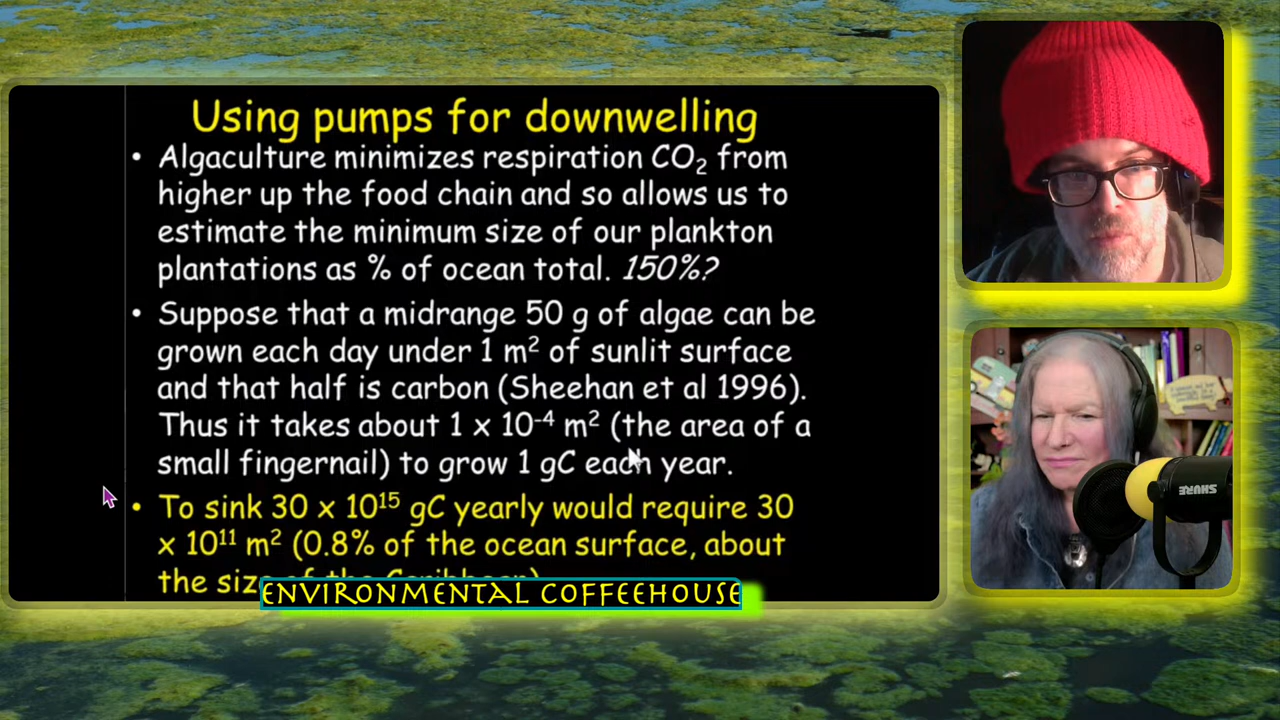 Using pumps for downwelling
• Algaculture minimizes respiration CO₂ from
higher up the food chain and so allows us to
estimate the minimum size of our plankton
plantations as % of ocean total. 150%?
• Suppose that a midrange 50 g of algae can be
grown each day under 1 m² of sunlit surface
and that half is carbon (Sheehan et al 1996).
Thus it takes about 1 x 10⁻⁴ m² (the area of a
small fingernail) to grow 1 gC each year.
• To sink 30 x 10¹⁵ gC yearly would require 30
x 10¹¹ m² (0.8% of the ocean surface, about
the size of the Caribbean)
ENVIRONMENTAL COFFEEHOUSE
SHURE